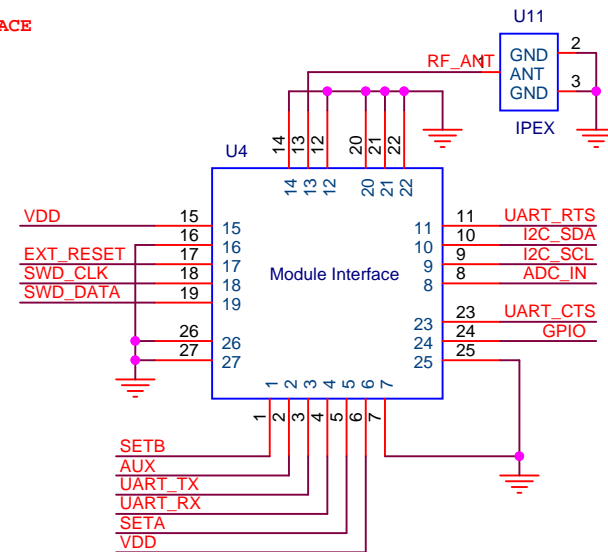 ACE
U11
RF_ANT
1
GND
ANT
GND
2
3
IPEX
U4
14 13 12 20 21 22
14 13 12 20 21 22
VDD 15 15
16 16
EXT_RESET 17 17
SWD_CLK 18 18
SWD_DATA 19 19
26 26
27 27
Module Interface
11 11 UART_RTS
10 10 I2C_SDA
9 9 I2C_SCL
8 8 ADC_IN
23 23 UART_CTS
24 24 GPIO
25 25
1 2 3 4 5 6 7
1 2 3 4 5 6 7
SETB
AUX
UART_TX
UART_RX
SETA
VDD